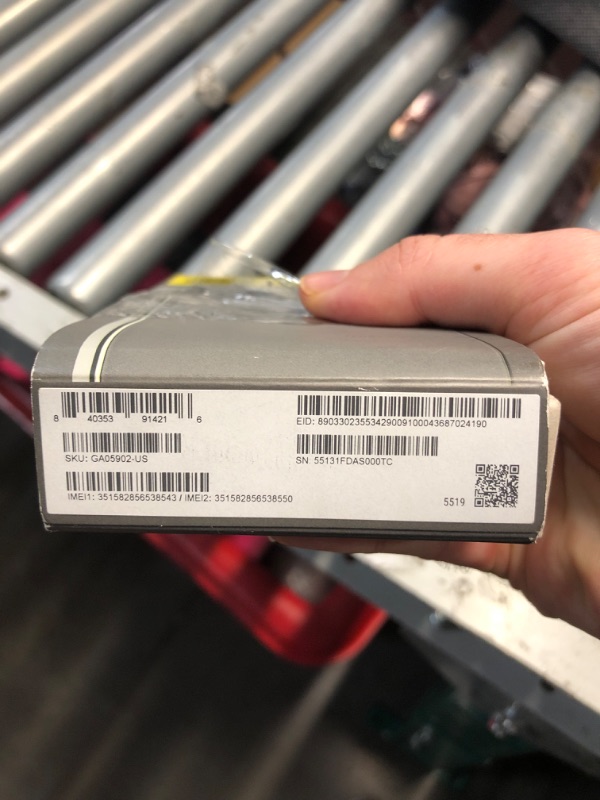 8 40353 91421 6
EID: 89033023553429009100043687024190
SKU: GA05902-US
SN 55131FDAS000TC
IMEI1: 351582856538543 / IMEI2: 351582856538550
5519